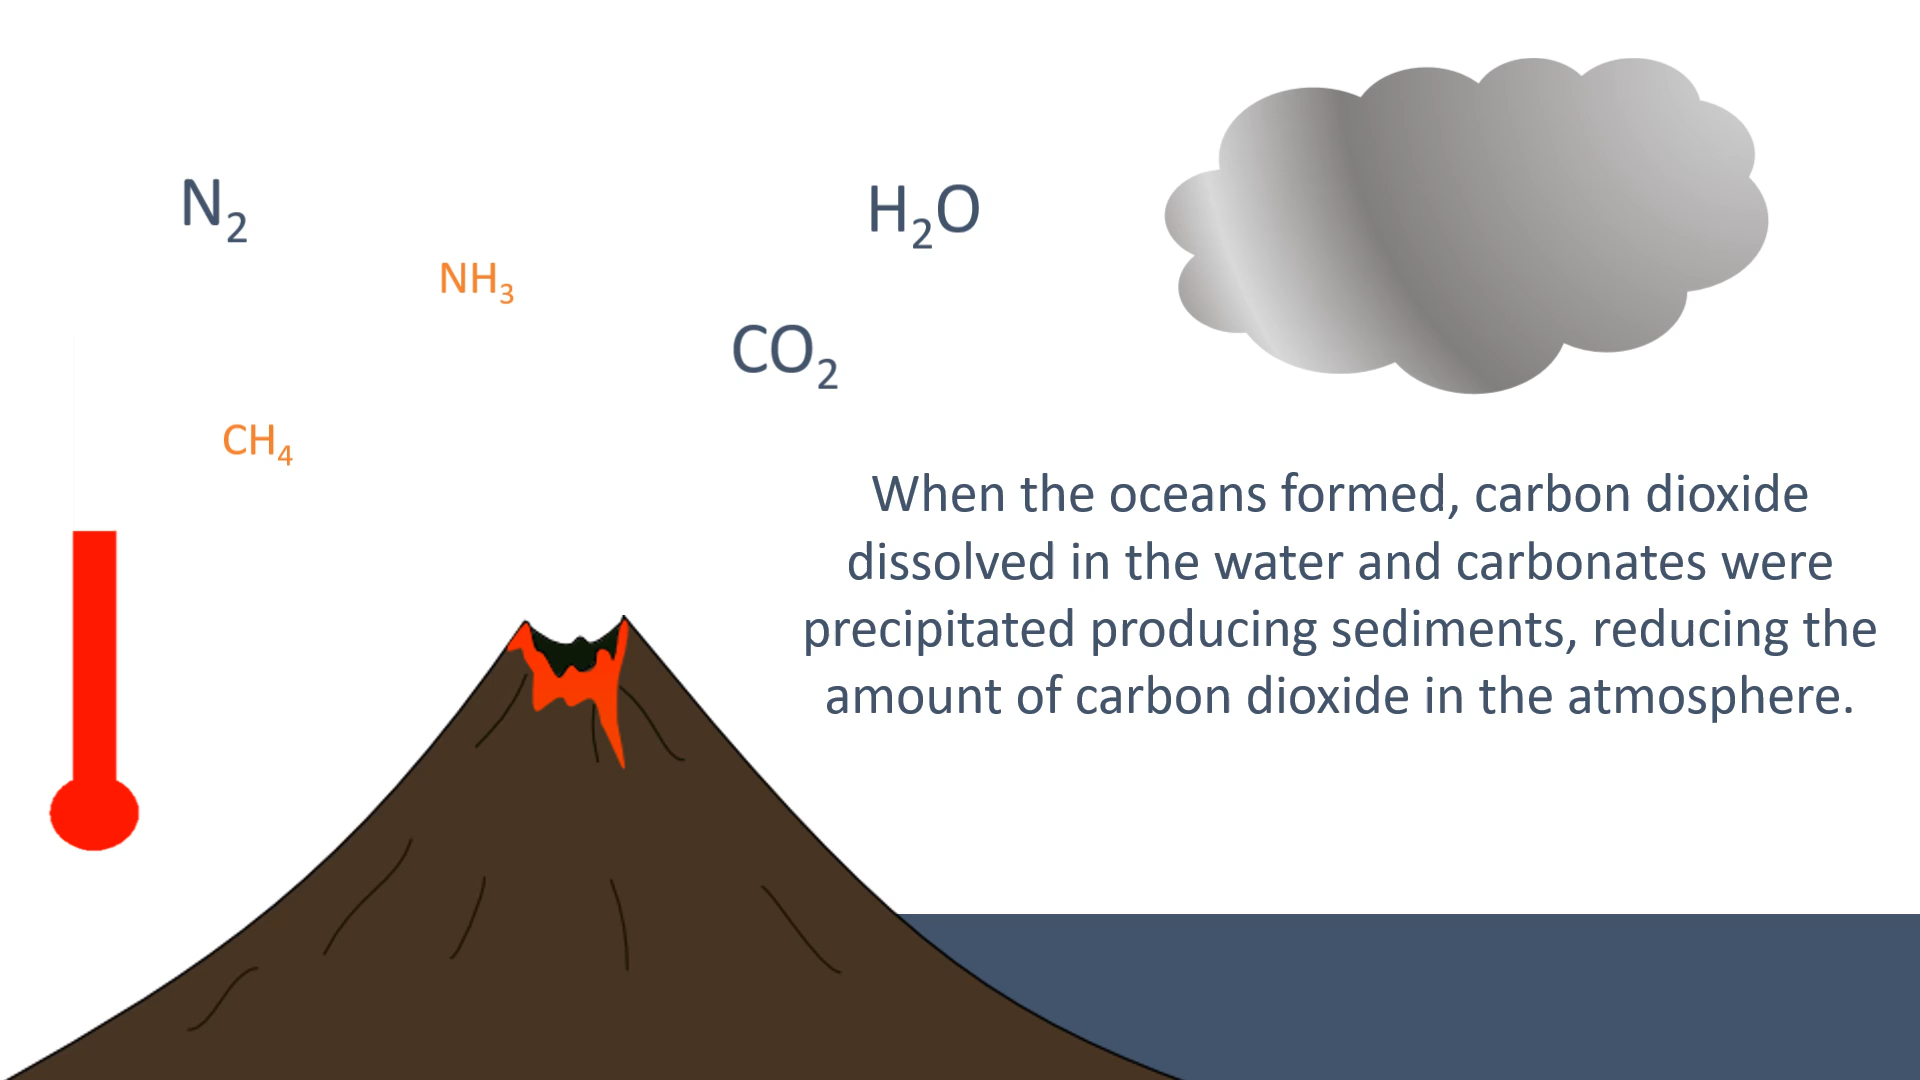 N₂
H₂O
NH₃
CO₂
CH₄
When the oceans formed, carbon dioxide
dissolved in the water and carbonates were
precipitated producing sediments, reducing the
amount of carbon dioxide in the atmosphere.